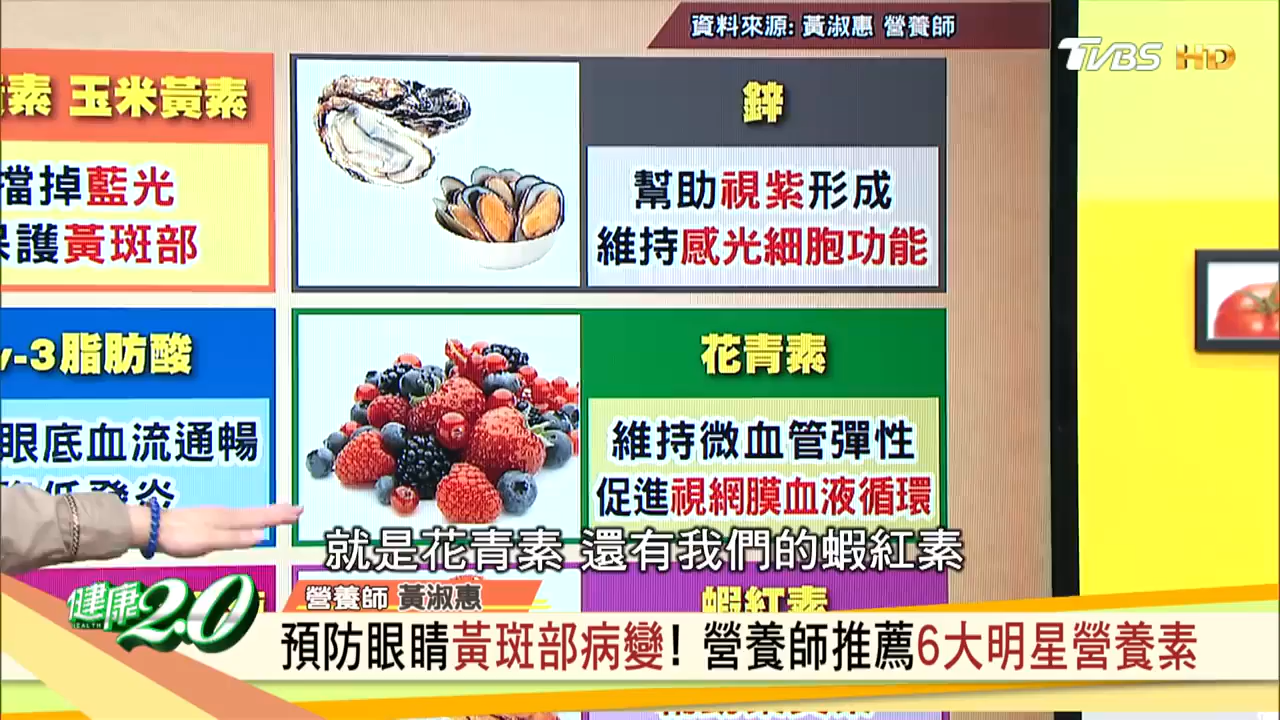 資料來源: 黃淑惠 營養師
TVBS HD
素 玉米黃素
擋掉藍光
保護黃斑部
鋅
幫助視紫形成
維持感光細胞功能
-3脂肪酸
眼底血流通暢
降低發炎
花青素
維持微血管彈性
促進視網膜血液循環
就是花青素 還有我們的蝦紅素
蝦紅素
健康2.0
HEALTH
營養師 黃淑惠
預防眼睛黃斑部病變! 營養師推薦6大明星營養素